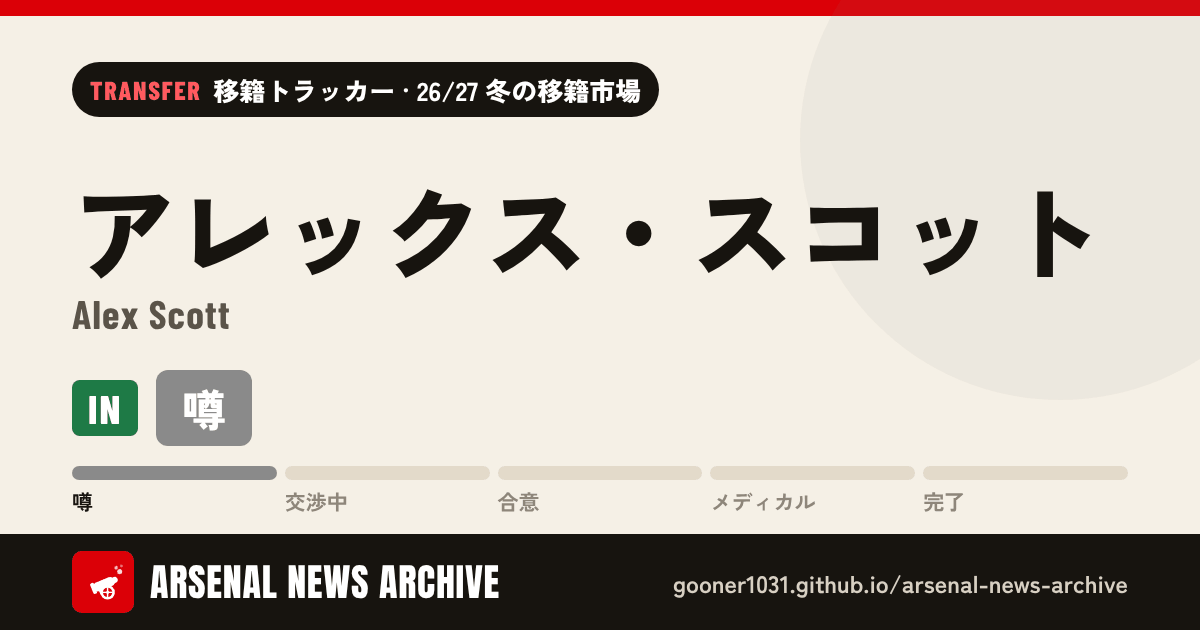 TRANSFER 移籍トラッカー · 26/27 冬の移籍市場
アレックス・スコット
Alex Scott
IN 噂
噂 交渉中 合意 メディカル 完了
ARSENAL NEWS ARCHIVE gooner1031.github.io/arsenal-news-archive